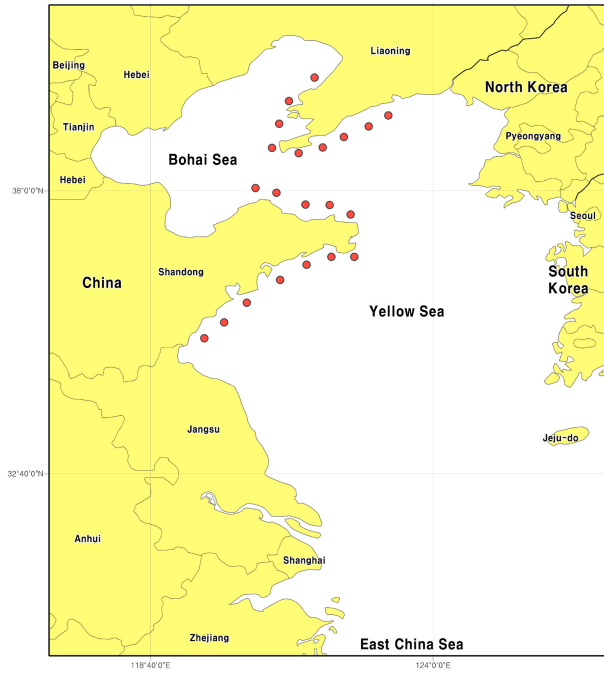 Liaoning
Beijing
Hebei
North Korea
Tianjin
Pyeongyang
Bohai Sea
Hebei
38°0'0"N
Seoul
Shandong
China
South
Korea
Yellow Sea
Jangsu
Jeju-do
32°40'0"N
Anhui
Shanghai
Zhejiang
East China Sea
118°40'0"E
124°0'0"E